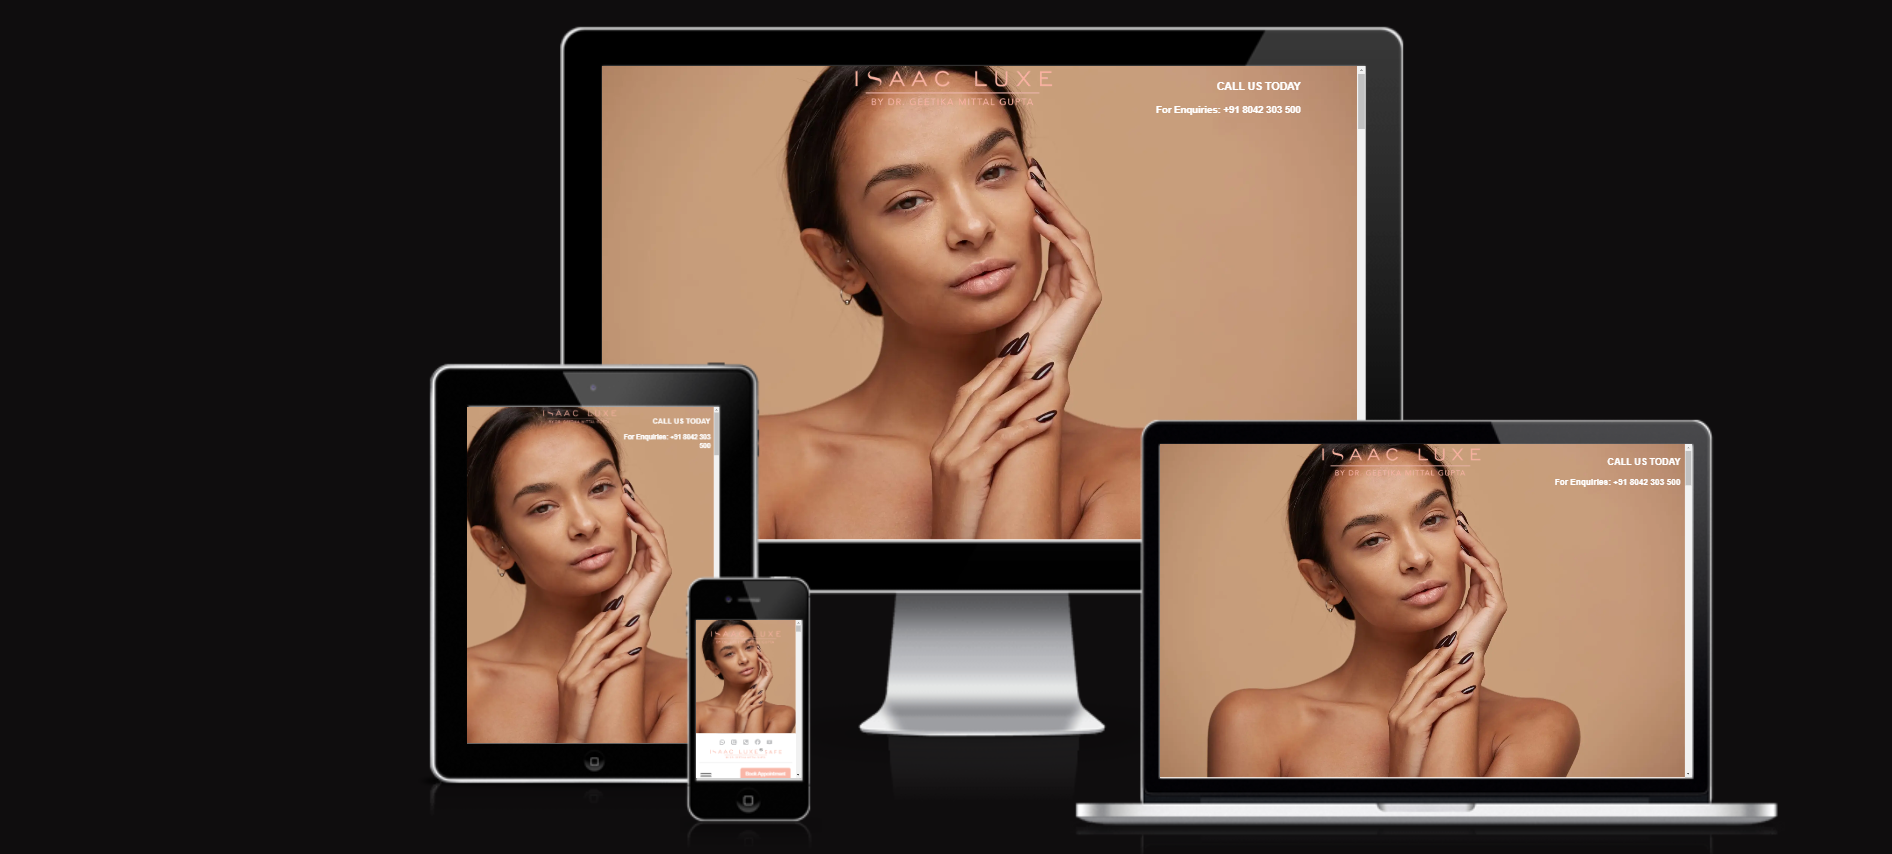 ISAAC LUXE
BY DR. GEETIKA MITTAL GUPTA
CALL US TODAY
For Enquiries: +91 8042 303 500
ISAAC LUXE
CALL US TODAY
For Enquiries: +91 8042 303
500
ISAAC LUXE
BY DR. GEETIKA MITTAL GUPTA
CALL US TODAY
For Enquiries: +91 8042 303 500
ISAAC LUXE
Book Appointment